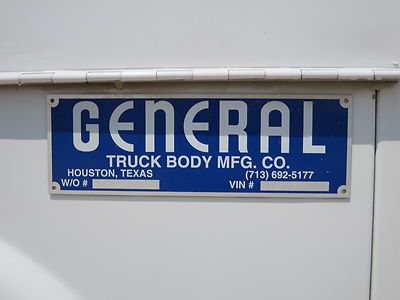 GENERAL
TRUCK BODY MFG. CO.
HOUSTON, TEXAS (713) 692-5177
W/O # VIN #